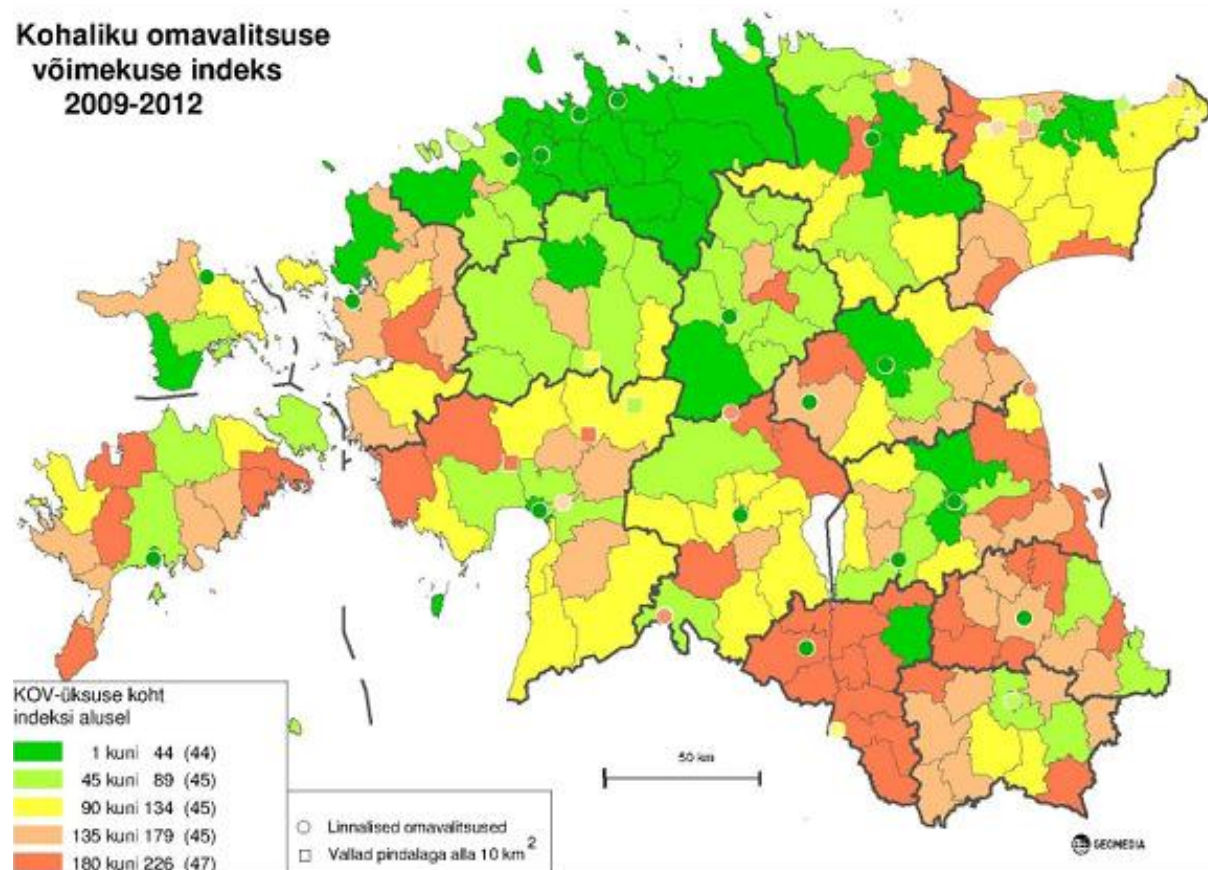 Kohaliku omavalitsuse
võimekuse indeks
2009-2012
KOV-üksuse koht
indeksi alusel
1 kuni 44 (44)
45 kuni 89 (45)
90 kuni 134 (45)
135 kuni 179 (45)
180 kuni 226 (47)
50 km
Linnalised omavalitsused
Vallad pindalaga alla 10 km²
GEOMEDIA